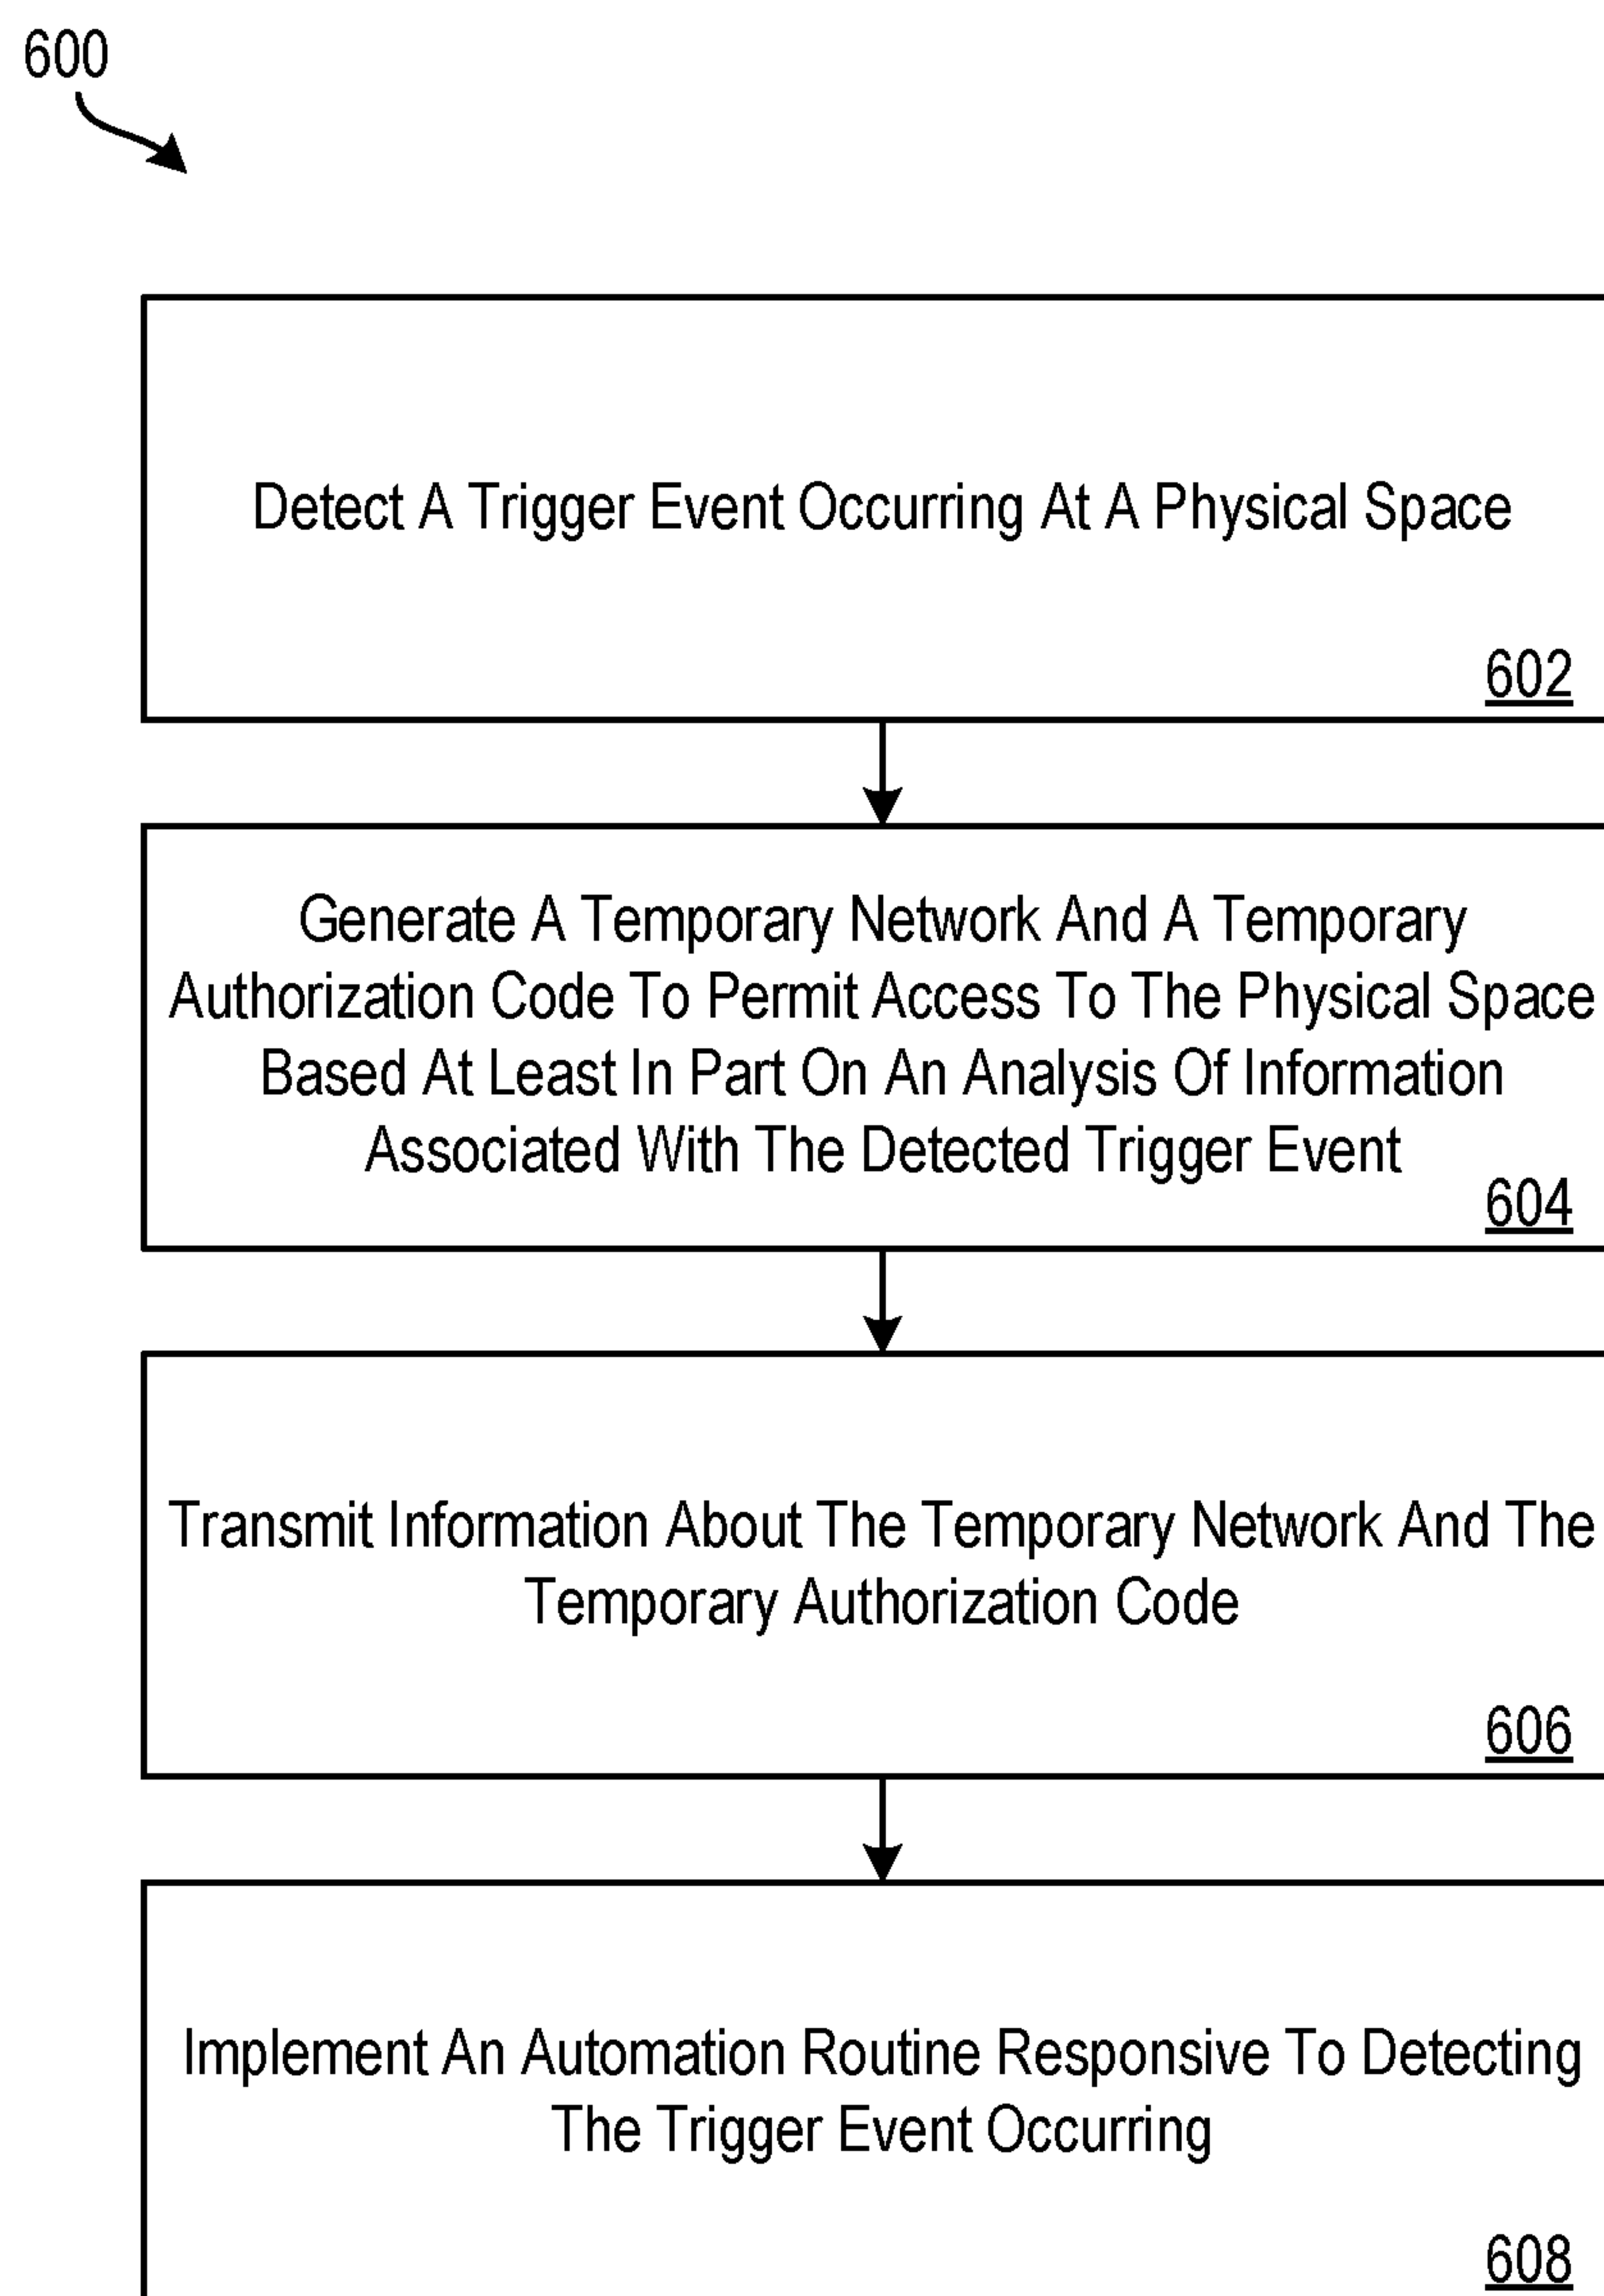 600
Detect A Trigger Event Occurring At A Physical Space
602
Generate A Temporary Network And A Temporary
Authorization Code To Permit Access To The Physical Space
Based At Least In Part On An Analysis Of Information
Associated With The Detected Trigger Event
604
Transmit Information About The Temporary Network And The
Temporary Authorization Code
606
Implement An Automation Routine Responsive To Detecting
The Trigger Event Occurring
608